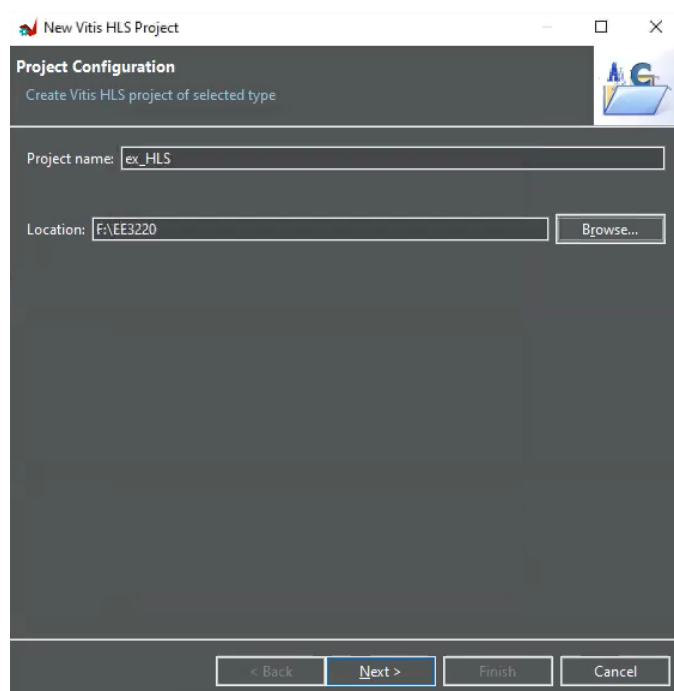 New Vitis HLS Project
Project Configuration
Create Vitis HLS project of selected type
Project name: ex_HLS
Location: F:\EE3220 Browse...
< Back Next > Finish Cancel